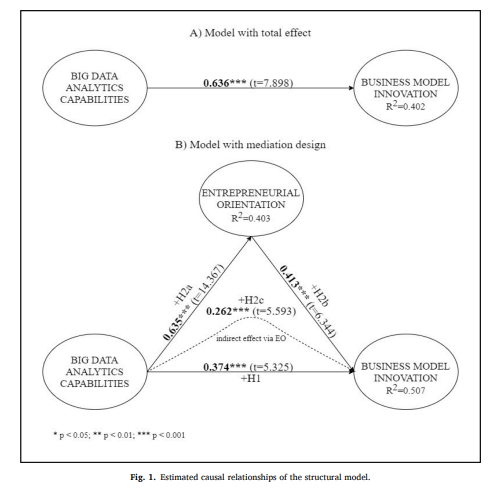 A) Model with total effect
BIG DATA
ANALYTICS
CAPABILITIES
0.636*** (t=7.898)
BUSINESS MODEL
INNOVATION
R²=0.402
B) Model with mediation design
ENTREPRENEURIAL
ORIENTATION
R²=0.403
+H2a
0.635*** (t=14.367)
+H2b
0.413*** (t=6.344)
+H2c
0.262*** (t=5.593)
indirect effect via EO
BIG DATA
ANALYTICS
CAPABILITIES
0.374*** (t=5.325)
+H1
BUSINESS MODEL
INNOVATION
R²=0.507
* p < 0.05; ** p < 0.01; *** p < 0.001
Fig. 1. Estimated causal relationships of the structural model.